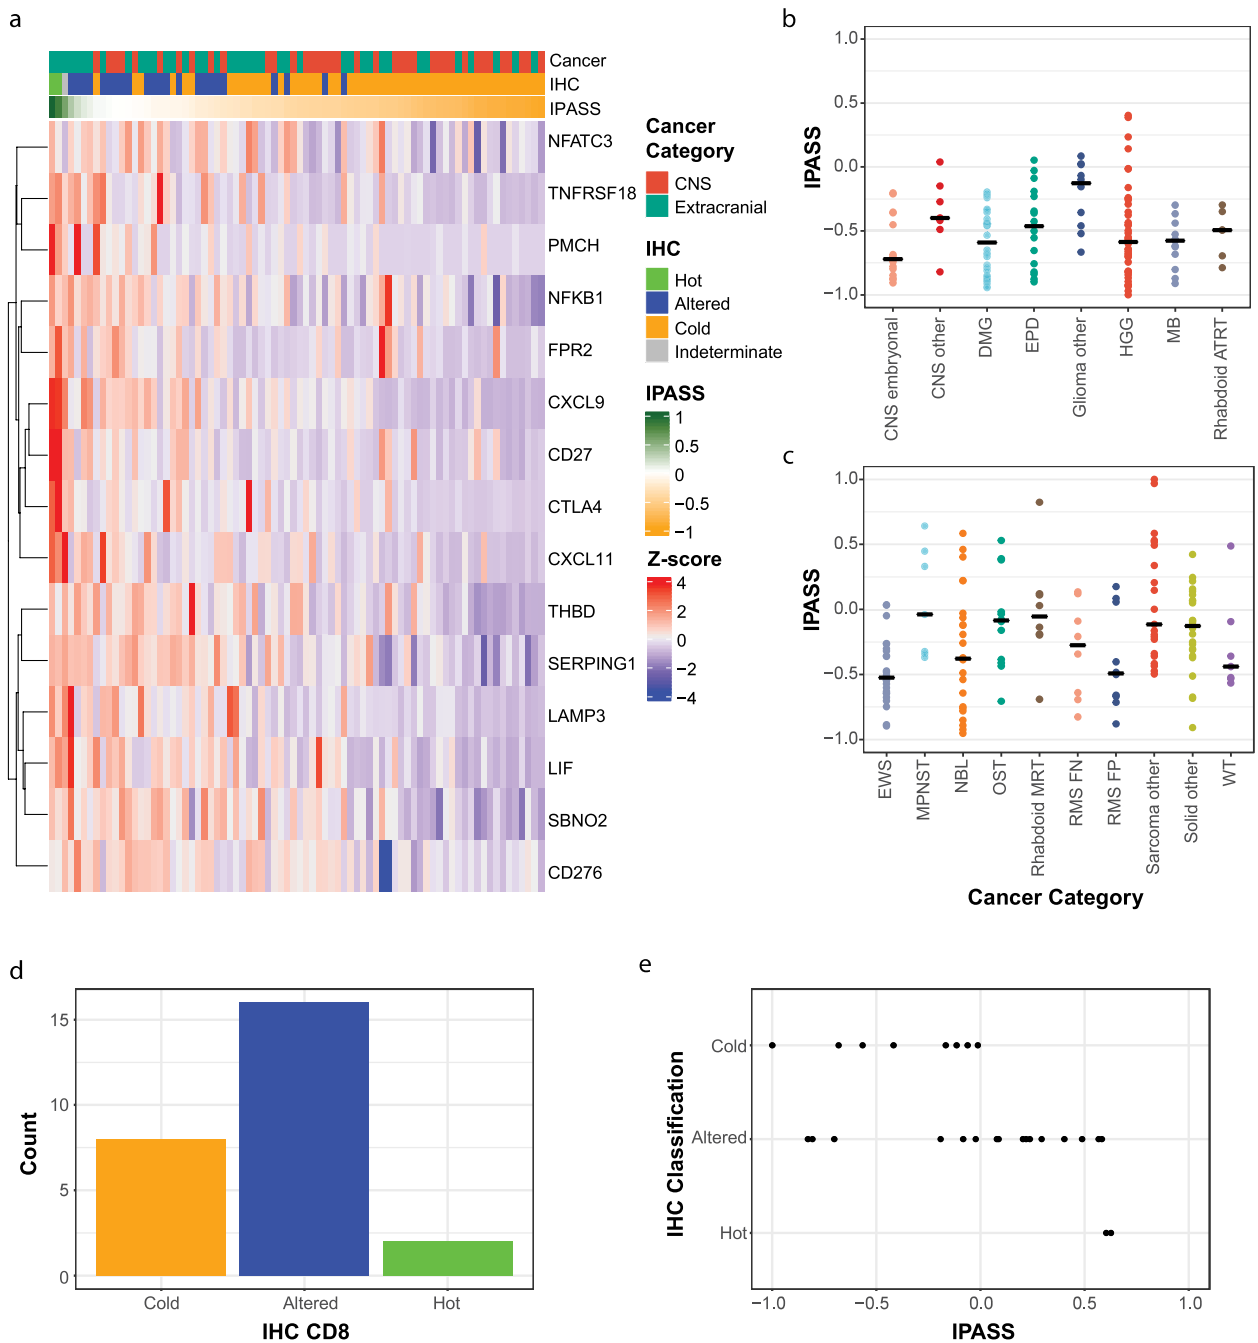 a
Cancer
IHC
IPASS
NFATC3
TNFRSF18
PMCH
NFKB1
FPR2
CXCL9
CD27
CTLA4
CXCL11
THBD
SERPING1
LAMP3
LIF
SBNO2
CD276
Cancer
Category
CNS
Extracranial
IHC
Hot
Altered
Cold
Indeterminate
IPASS
1
0.5
0
−0.5
−1
Z-score
4
2
0
−2
−4
b
IPASS
1.0
0.5
0.0
−0.5
−1.0
CNS embryonal
CNS other
DMG
EPD
Glioma other
HGG
MB
Rhabdoid ATRT
c
IPASS
1.0
0.5
0.0
−0.5
−1.0
EWS
MPNST
NBL
OST
Rhabdoid MRT
RMS FN
RMS FP
Sarcoma other
Solid other
WT
Cancer Category
d
Count
15
10
5
0
Cold
Altered
Hot
IHC CD8
e
IHC Classification
Cold
Altered
Hot
−1.0
−0.5
0.0
0.5
1.0
IPASS